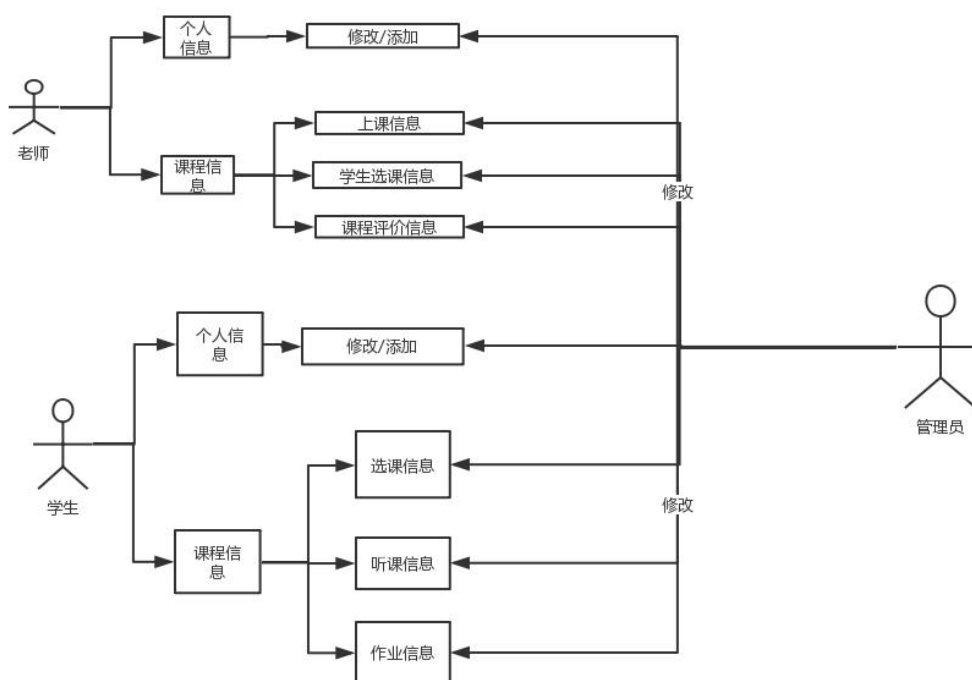 个人
信息
修改/添加
上课信息
老师
课程信
息
学生选课信息
修改
课程评价信息
个人信
息
修改/添加
管理员
选课信息
学生
修改
课程信
息
听课信息
作业信息